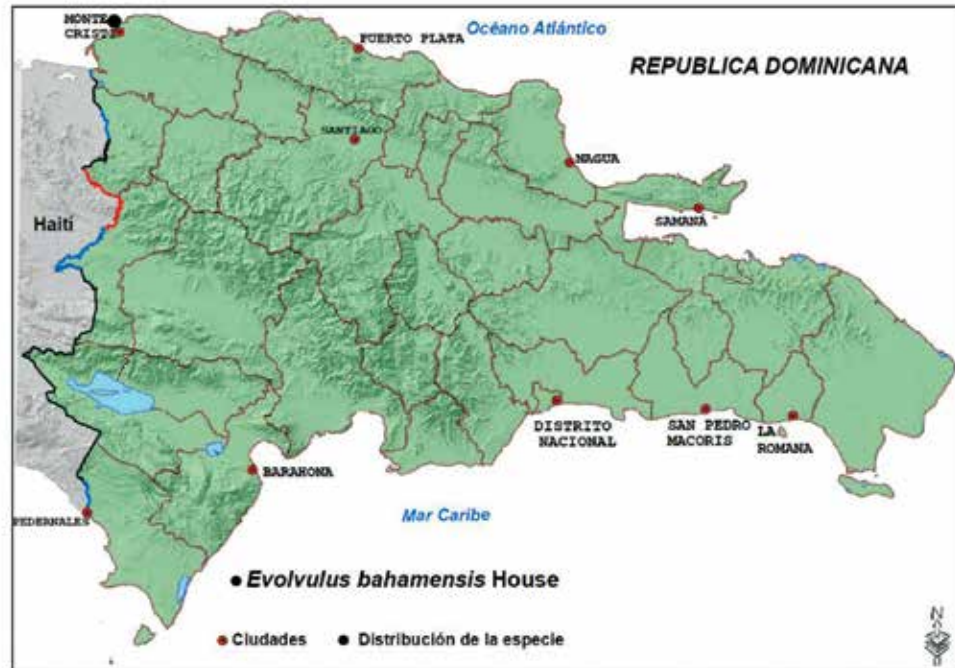 MONTE
CRISTI
Océano Atlántico
PUERTO PLATA
REPUBLICA DOMINICANA
SANTIAGO
NAGUA
SAMANÁ
Haití
DISTRITO
NACIONAL
SAN PEDRO
MACORIS
LA
ROMANA
BARAHONA
PEDERNALES
Mar Caribe
Evolvulus bahamensis House
Ciudades
Distribución de la especie
N